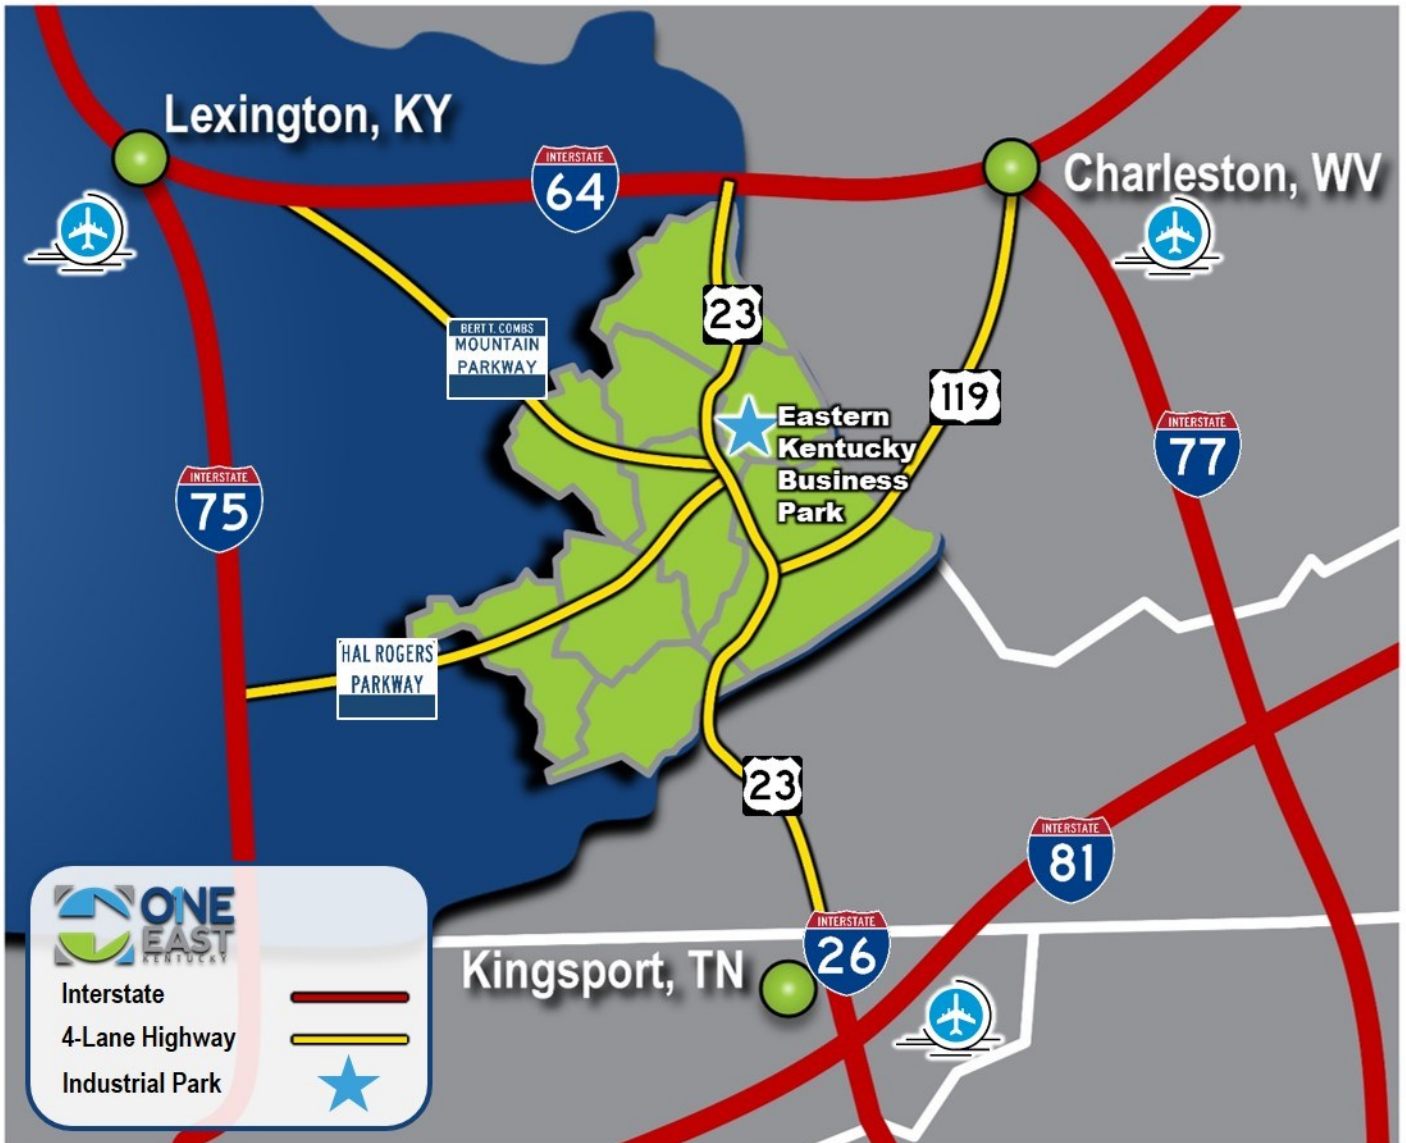 Lexington, KY
INTERSTATE
64
Charleston, WV
23
BERT T. COMBS
MOUNTAIN
PARKWAY
119
Eastern
Kentucky
Business
Park
INTERSTATE
77
INTERSTATE
75
HAL ROGERS
PARKWAY
23
INTERSTATE
81
INTERSTATE
26
Kingsport, TN
ONE
EAST
KENTUCKY
Interstate
4-Lane Highway
Industrial Park